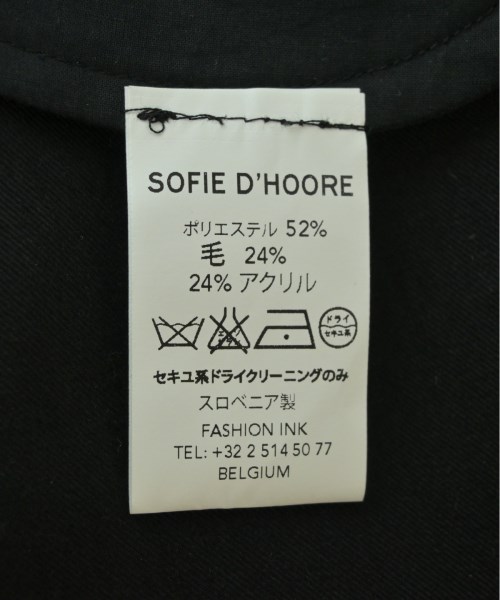 SOFIE D'HOORE
ポリエステル 52%
毛 24%
24% アクリル
ドライ
セキユ系
セキユ系ドライクリーニングのみ
スロベニア製
FASHION INK
TEL: +32 2 514 50 77
BELGIUM